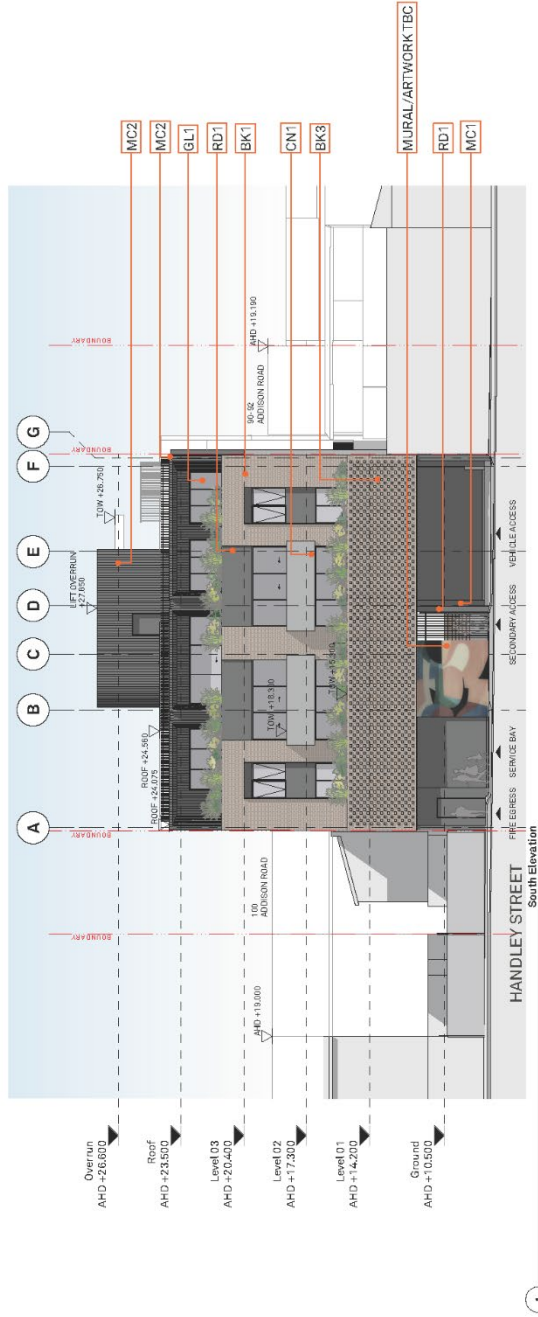 A
B
C
D
E
F
G
BOUNDARY
BOUNDARY
BOUNDARY
BOUNDARY
LIFT OVERRUN
+27.650
TOW +26.750
ROOF +24.560
ROOF +24.075
Overrun
AHD +26.600
Roof
AHD +23.500
Level 03
AHD +20.400
Level 02
AHD +17.300
Level 01
AHD +14.200
Ground
AHD +10.500
AHD +19.000
100
ADDISON ROAD
90-92
ADDISON ROAD
AHD +19.190
TOW +18.300
MC2
MC2
GL1
RD1
BK1
CN1
BK3
MURAL/ARTWORK TBC
RD1
MC1
FIRE EGRESS
SERVICE BAY
SECONDARY ACCESS
VEHICLE ACCESS
HANDLEY STREET
South Elevation